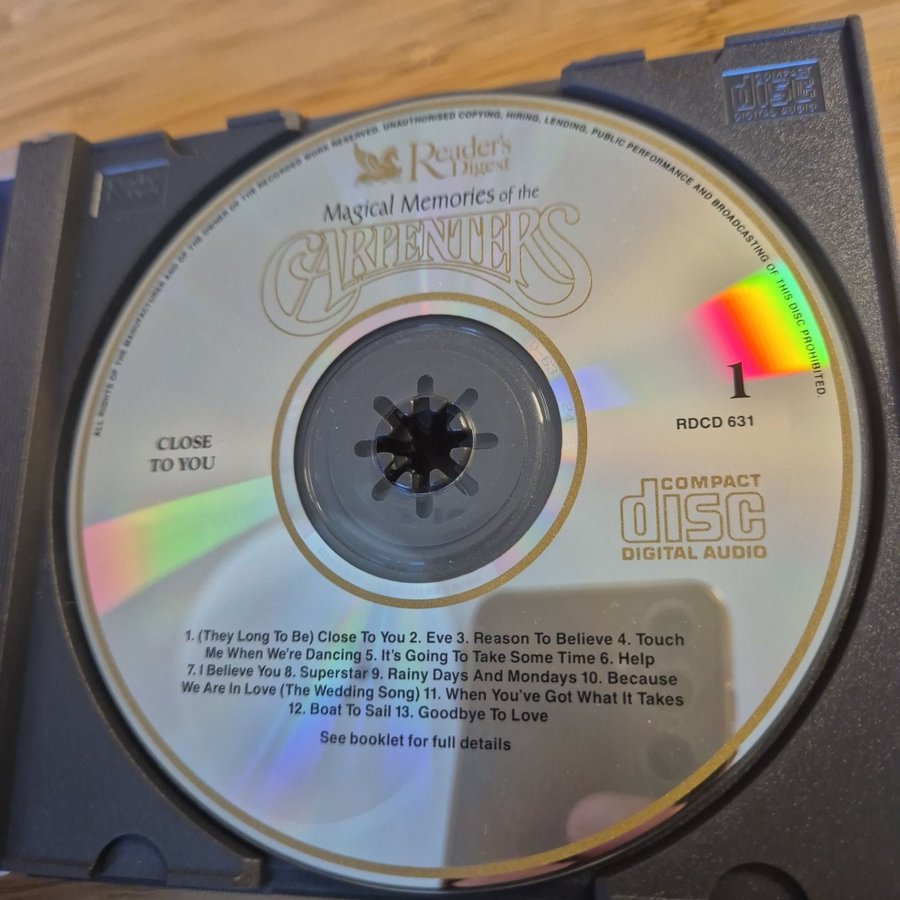 COMPACT
disc
DIGITAL AUDIO
ALL RIGHTS OF THE MANUFACTURER AND OF THE OWNER OF THE RECORDED WORK RESERVED. UNAUTHORISED COPYING, HIRING, LENDING, PUBLIC PERFORMANCE AND BROADCASTING OF THIS DISC PROHIBITED.
Reader's
Digest
Magical Memories of the
CARPENTERS
1
RDCD 631
CLOSE
TO YOU
COMPACT
disc
DIGITAL AUDIO
1. (They Long To Be) Close To You 2. Eve 3. Reason To Believe 4. Touch
Me When We're Dancing 5. It's Going To Take Some Time 6. Help
7. I Believe You 8. Superstar 9. Rainy Days And Mondays 10. Because
We Are In Love (The Wedding Song) 11. When You've Got What It Takes
12. Boat To Sail 13. Goodbye To Love
See booklet for full details